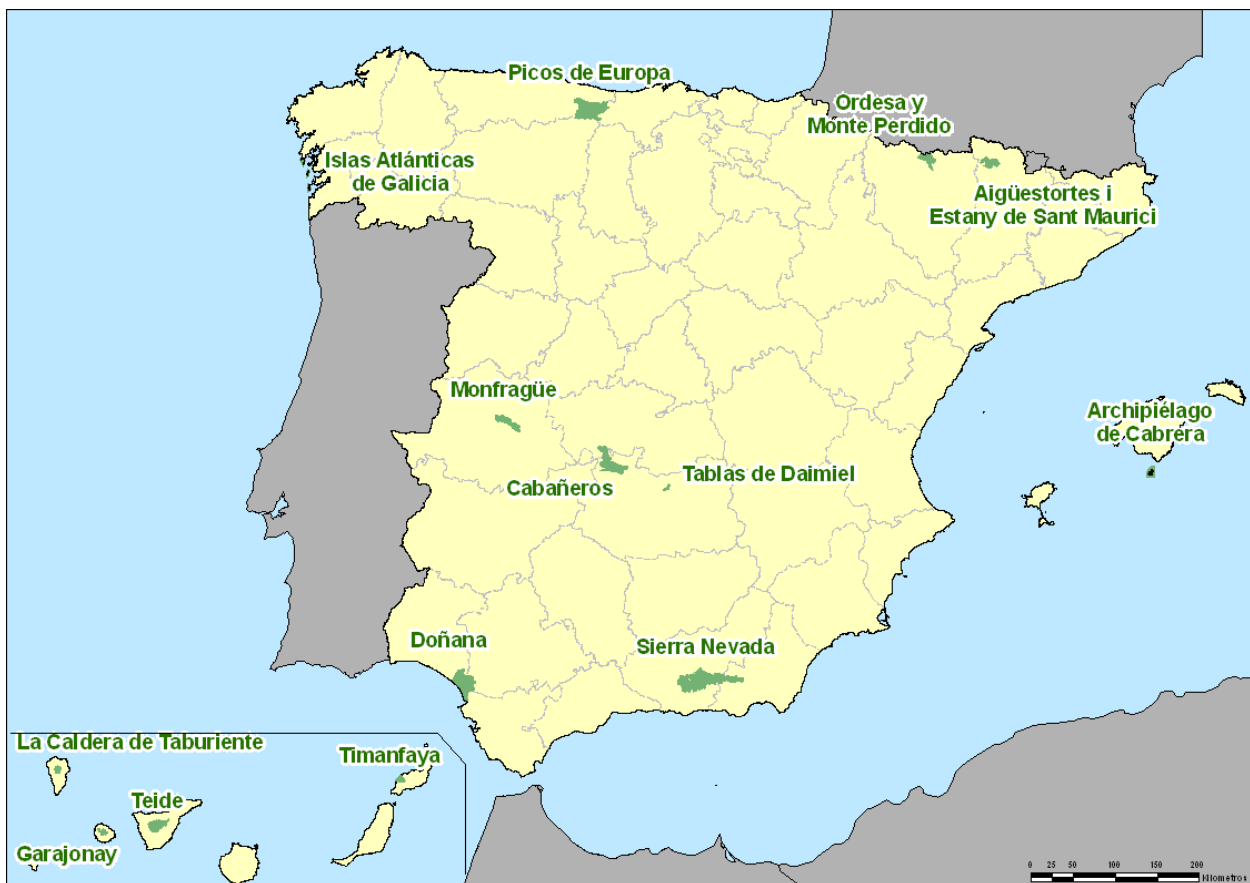 Picos de Europa
Ordesa y
Monte Perdido
Islas Atlánticas
de Galicia
Aigüestortes i
Estany de Sant Maurici
Monfragüe
Archipiélago
de Cabrera
Cabañeros
Tablas de Daimiel
Doñana
Sierra Nevada
La Caldera de Taburiente
Timanfaya
Teide
Garajonay
0 25 50 100 150 200
Kilometros